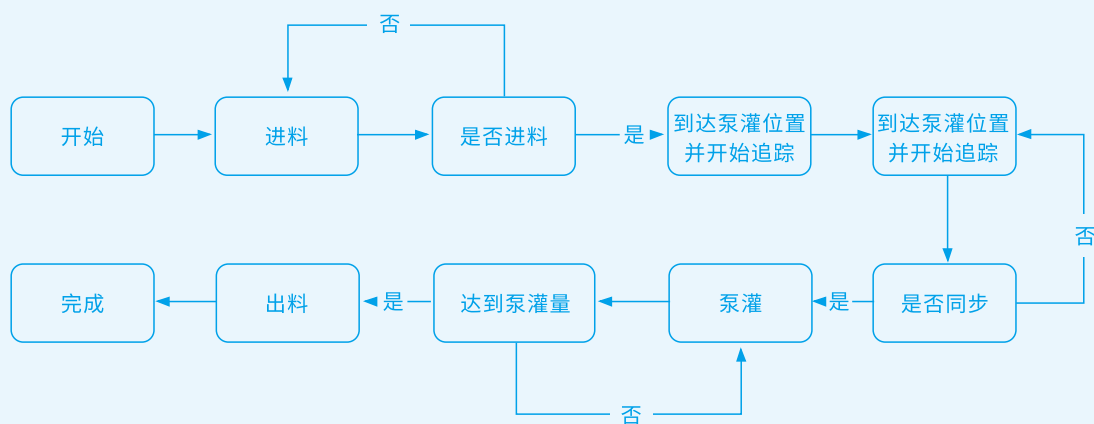 否
开始
进料
是否进料
是
到达泵灌位置
并开始追踪
到达泵灌位置
并开始追踪
否
完成
出料
是
达到泵灌量
泵灌
是
是否同步
否